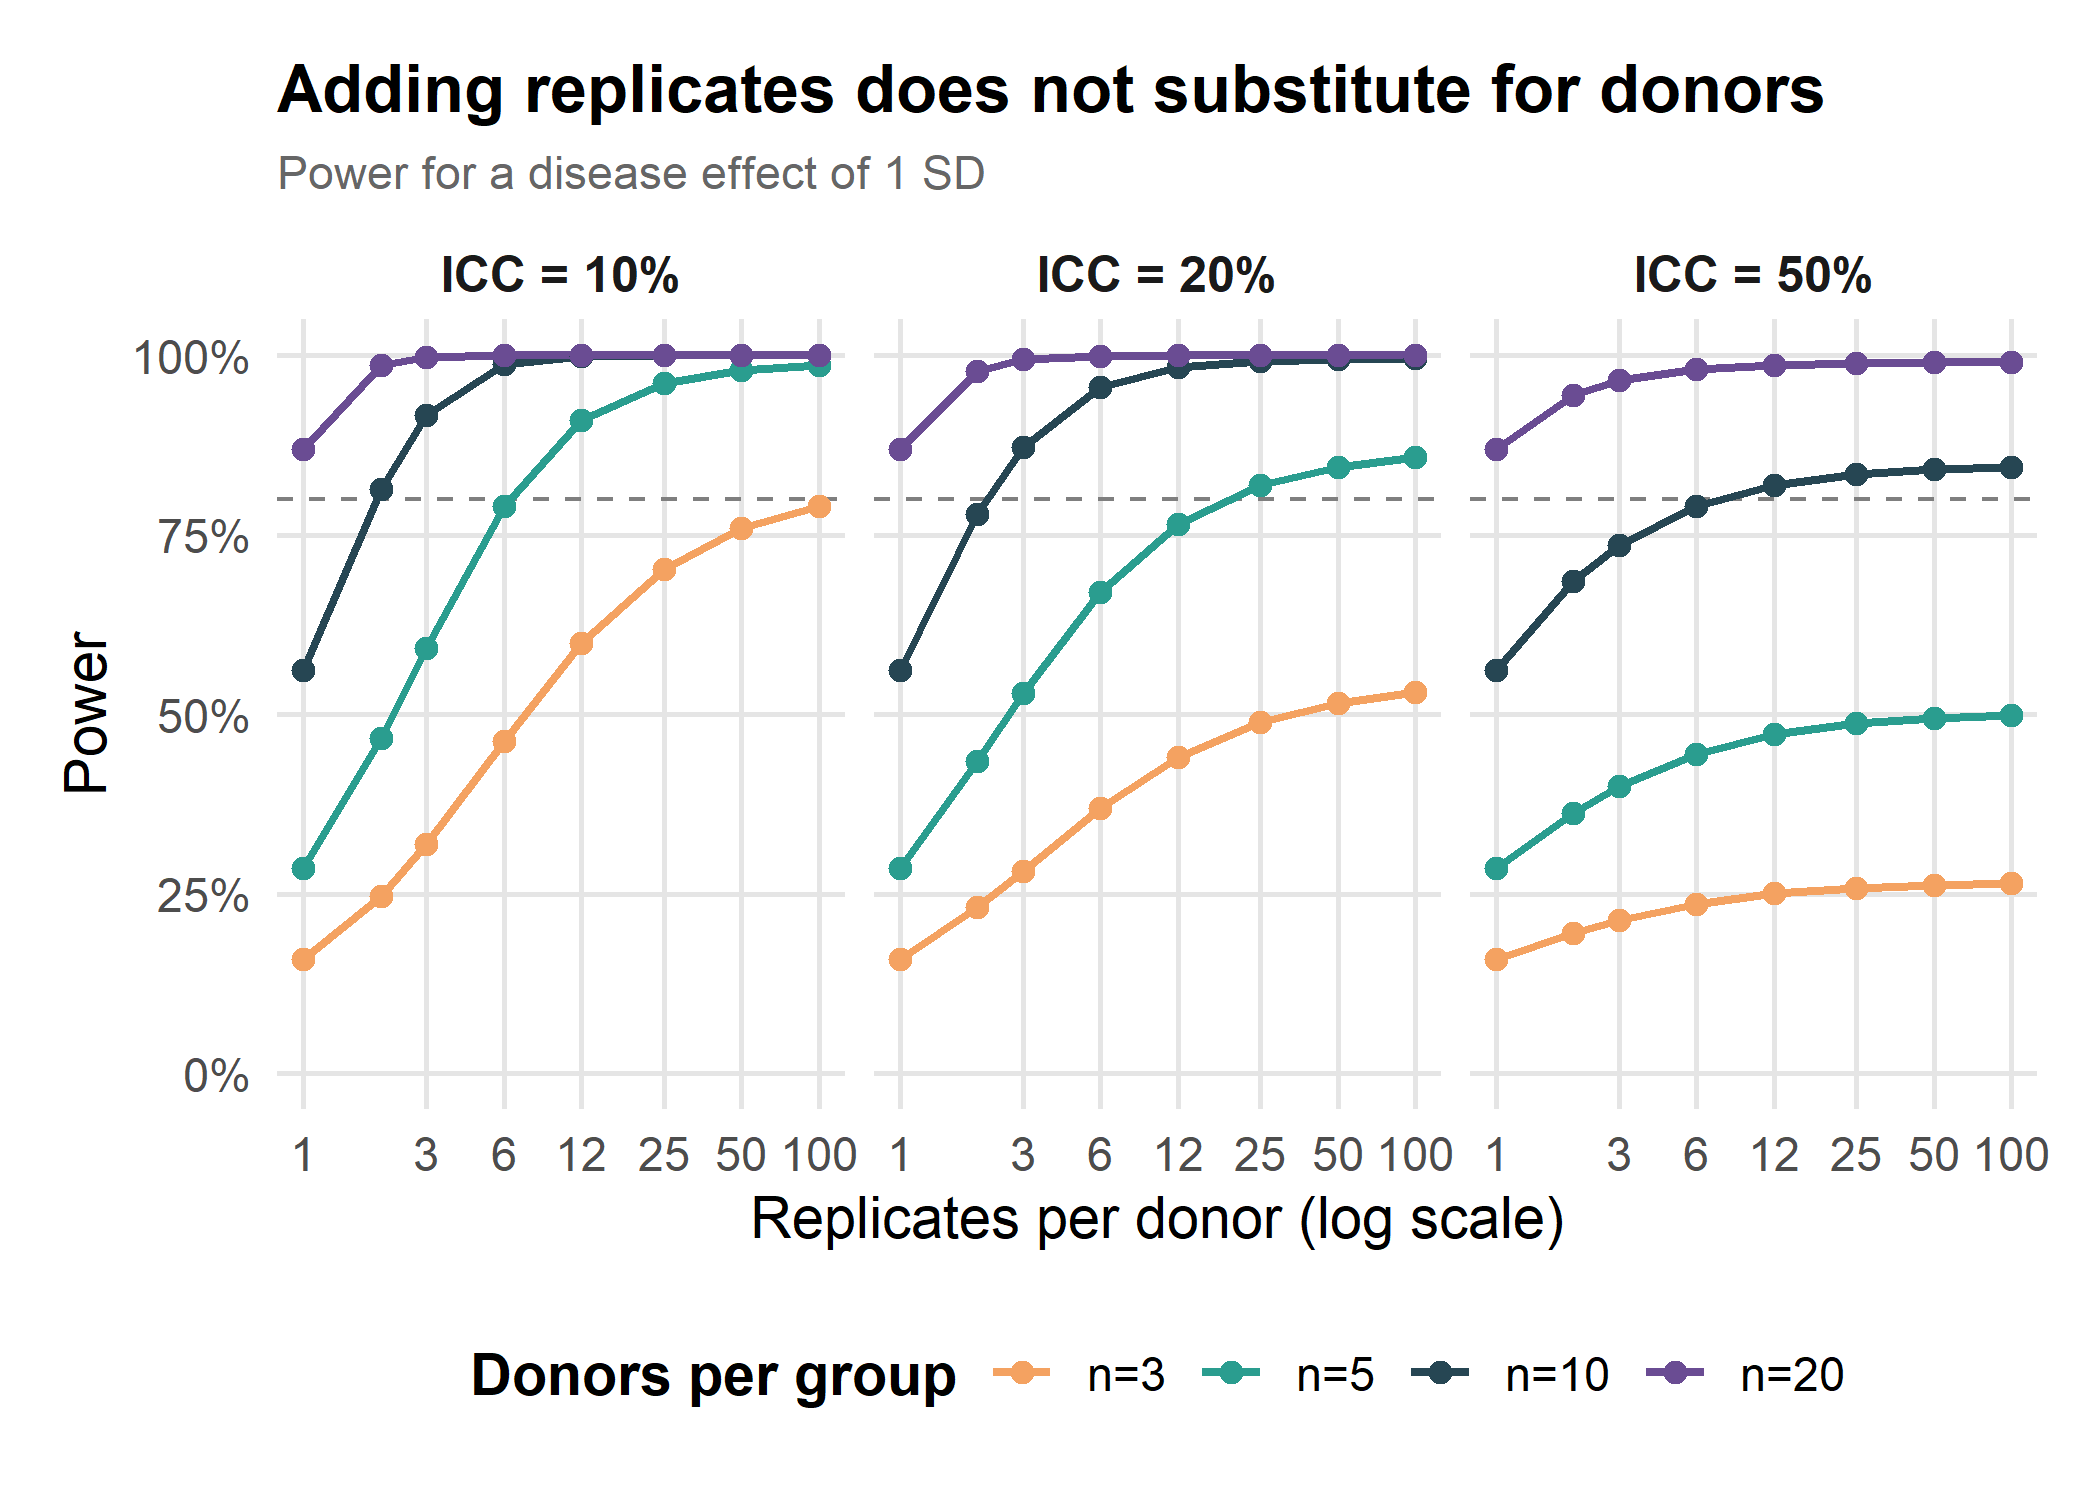 Adding replicates does not substitute for donors
Power for a disease effect of 1 SD
ICC = 10% ICC = 20% ICC = 50%
100%
75%
50%
25%
0%
Power
1 3 6 12 25 50 100 1 3 6 12 25 50 100 1 3 6 12 25 50 100
Replicates per donor (log scale)
Donors per group n=3 n=5 n=10 n=20